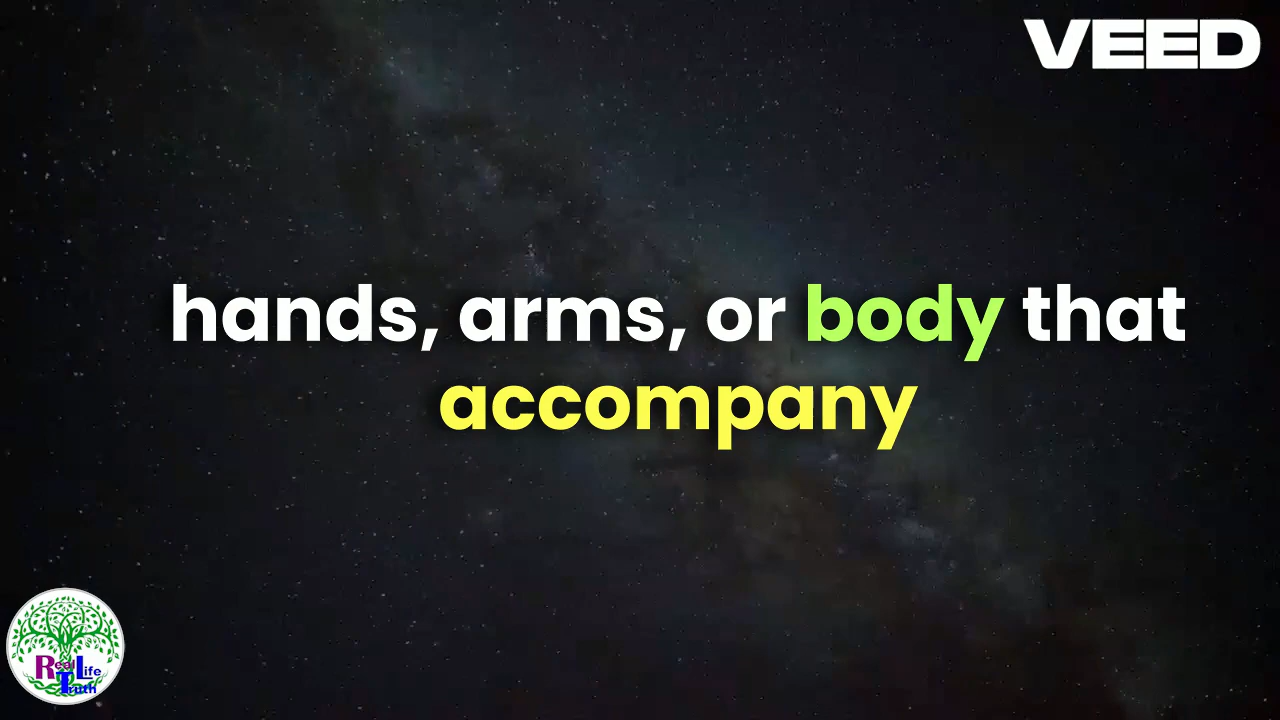 VEED
hands, arms, or body that
accompany
Real Life
Truth